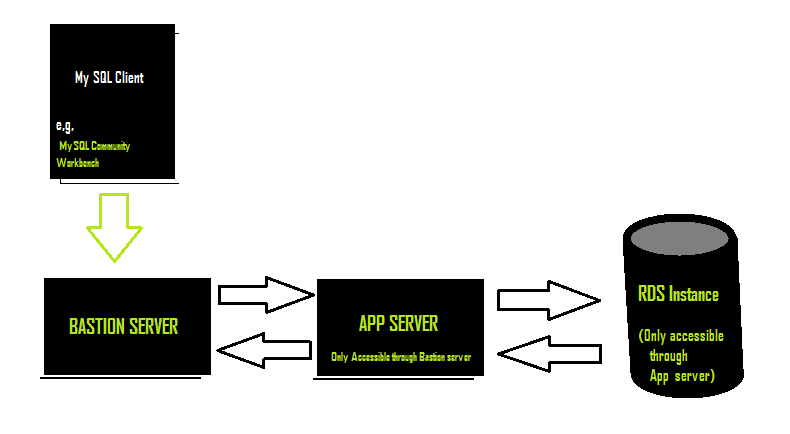 My SQL Client
e,g,
My SQL Community
Workbench
BASTION SERVER
APP SERVER
Only Accessible through Bastion server
RDS Instance
(Only accessible
through
App server)